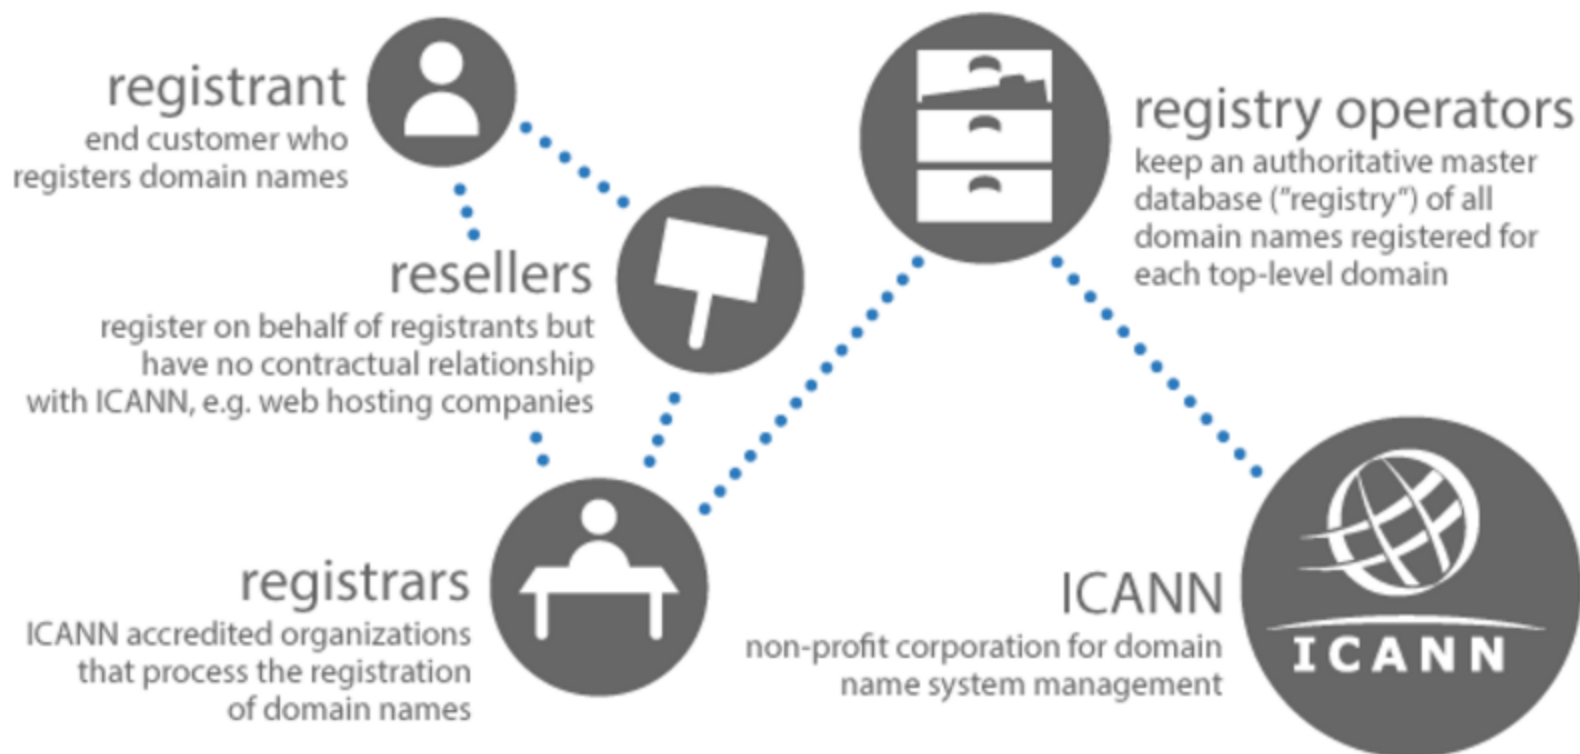 registrant
end customer who
registers domain names
resellers
register on behalf of registrants but
have no contractual relationship
with ICANN, e.g. web hosting companies
registrars
ICANN accredited organizations
that process the registration
of domain names
registry operators
keep an authoritative master
database ("registry") of all
domain names registered for
each top-level domain
ICANN
non-profit corporation for domain
name system management
ICANN